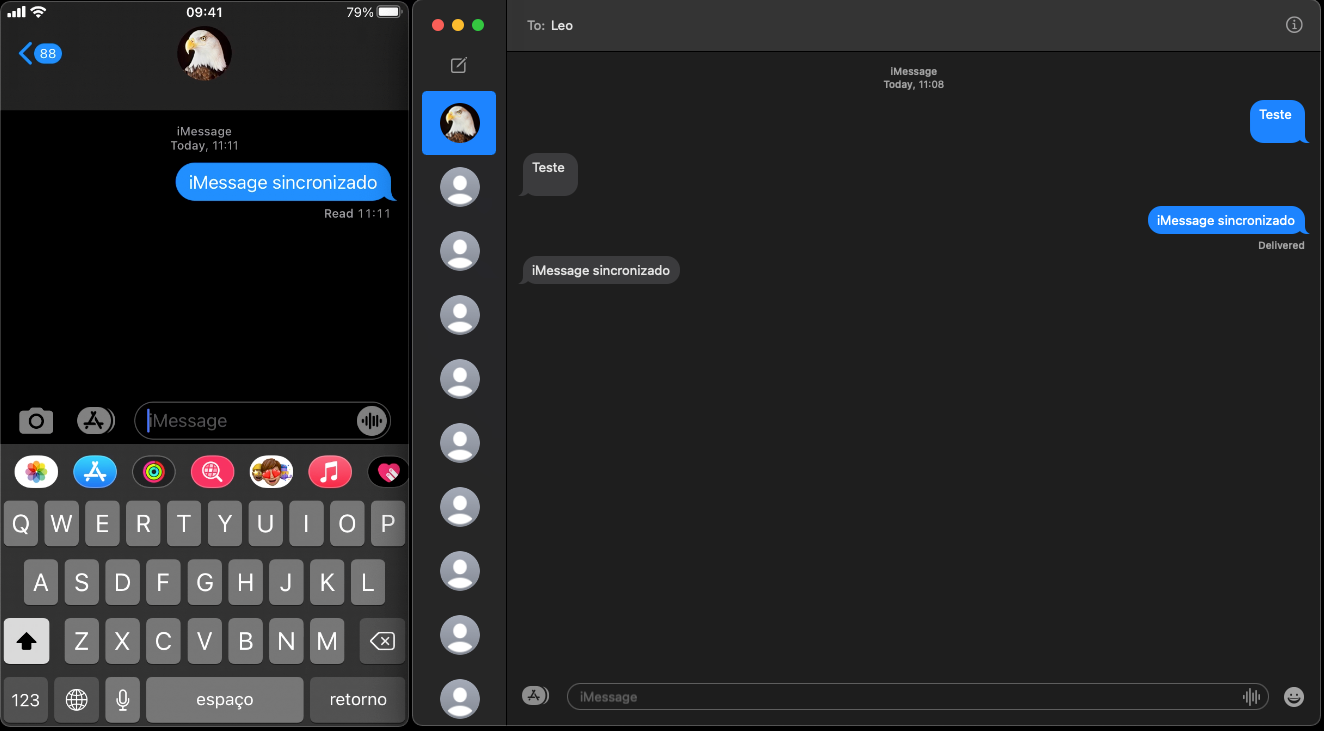 09:41
79%
88
iMessage
Today, 11:11
iMessage sincronizado
Read 11:11
iMessage
Q W E R T Y U I O P
A S D F G H J K L
Z X C V B N M
123
espaço
retorno
To: Leo
iMessage
Today, 11:08
Teste
Teste
iMessage sincronizado
Delivered
iMessage sincronizado
iMessage